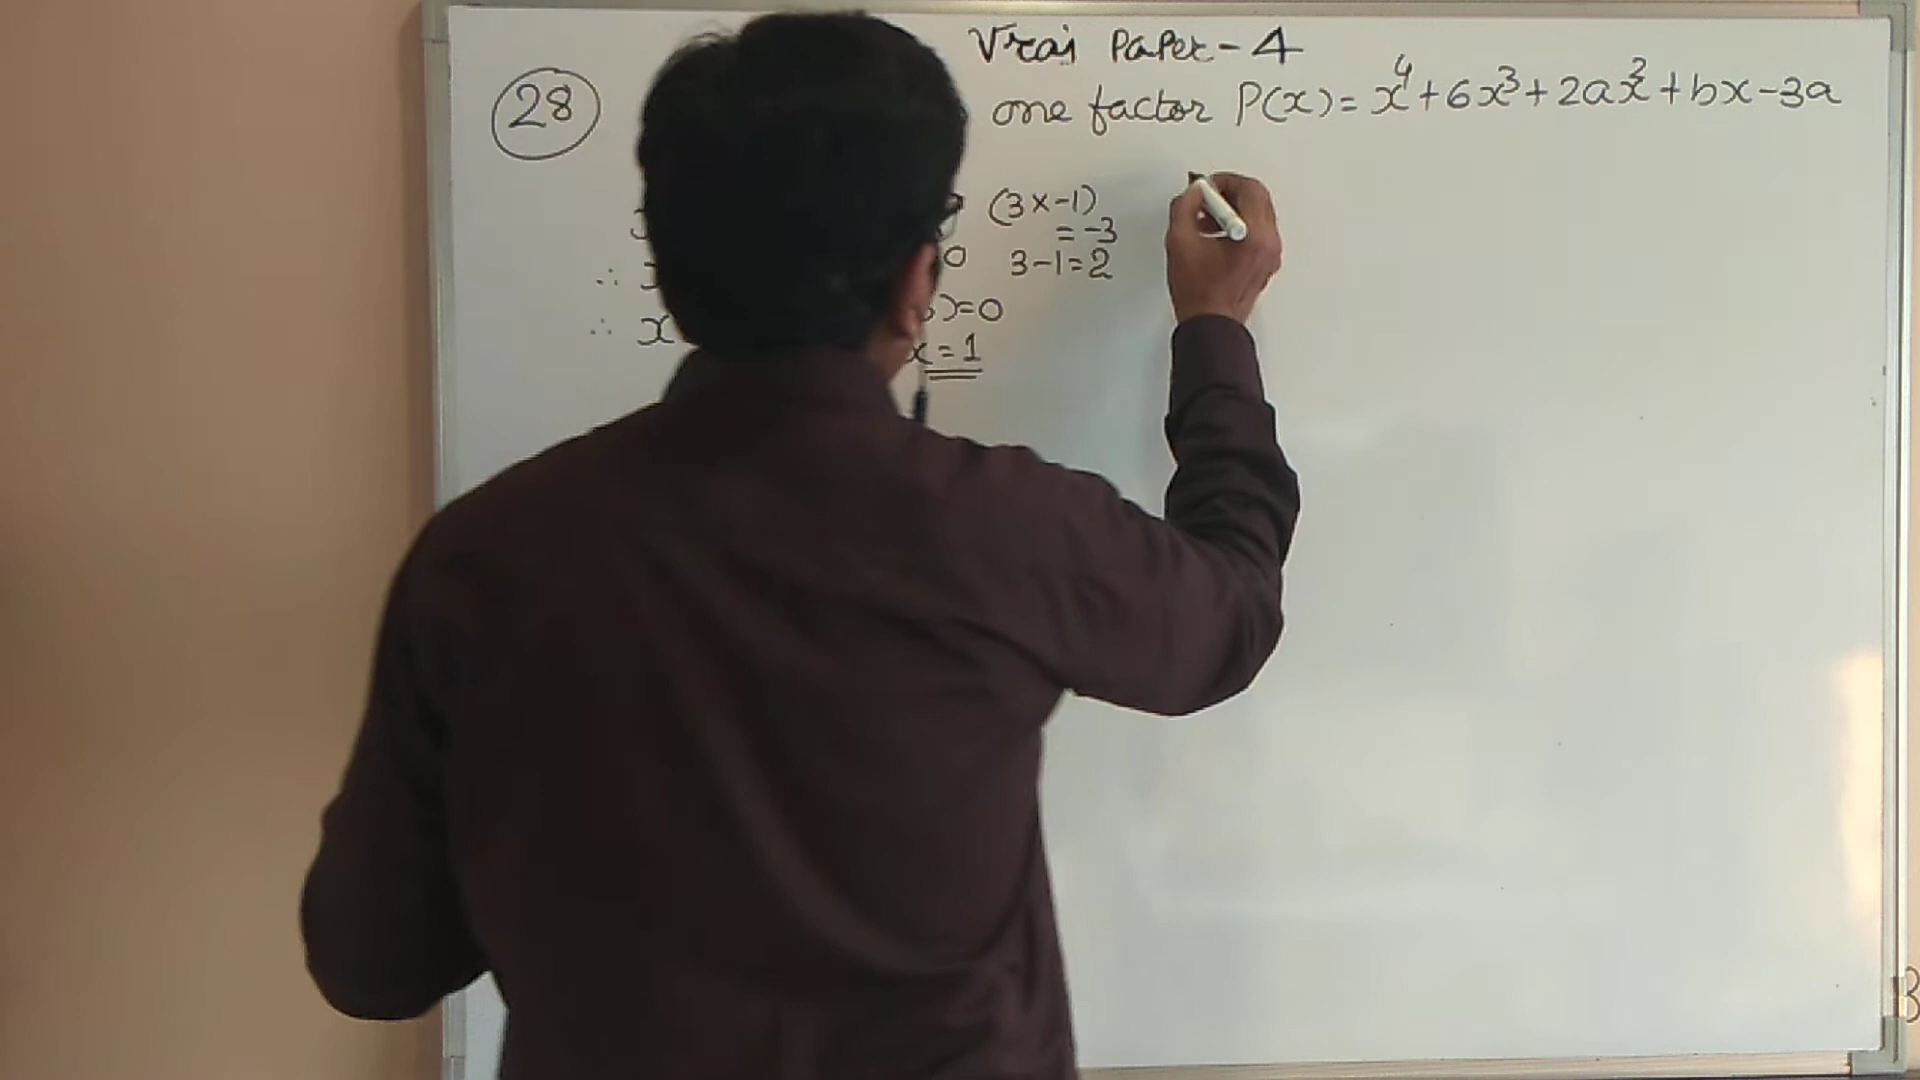 Vraj Paper-4
28
one factor P(x)= x⁴+6x³+2ax²+bx-3a
(3x-1)
=-3
0 3-1=2
∴
)=0
∴ x
x=1